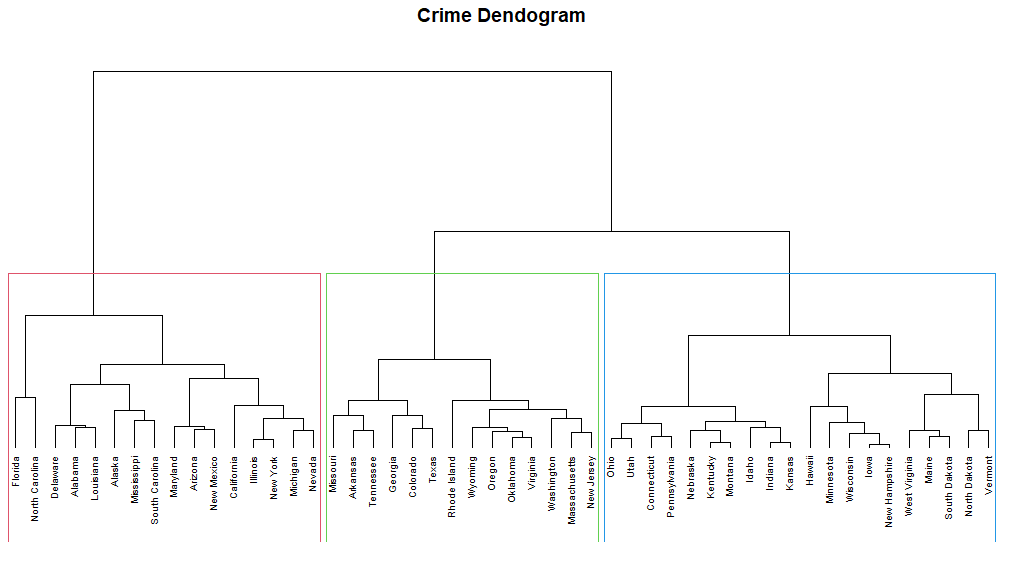 Crime Dendogram
Florida
North Carolina
Delaware
Alabama
Louisiana
Alaska
Mississippi
South Carolina
Maryland
Arizona
New Mexico
California
Illinois
New York
Michigan
Nevada
Missouri
Arkansas
Tennessee
Georgia
Colorado
Texas
Rhode Island
Wyoming
Oregon
Oklahoma
Virginia
Washington
Massachusetts
New Jersey
Ohio
Utah
Connecticut
Pennsylvania
Nebraska
Kentucky
Montana
Idaho
Indiana
Kansas
Hawaii
Minnesota
Wisconsin
Iowa
New Hampshire
West Virginia
Maine
South Dakota
North Dakota
Vermont